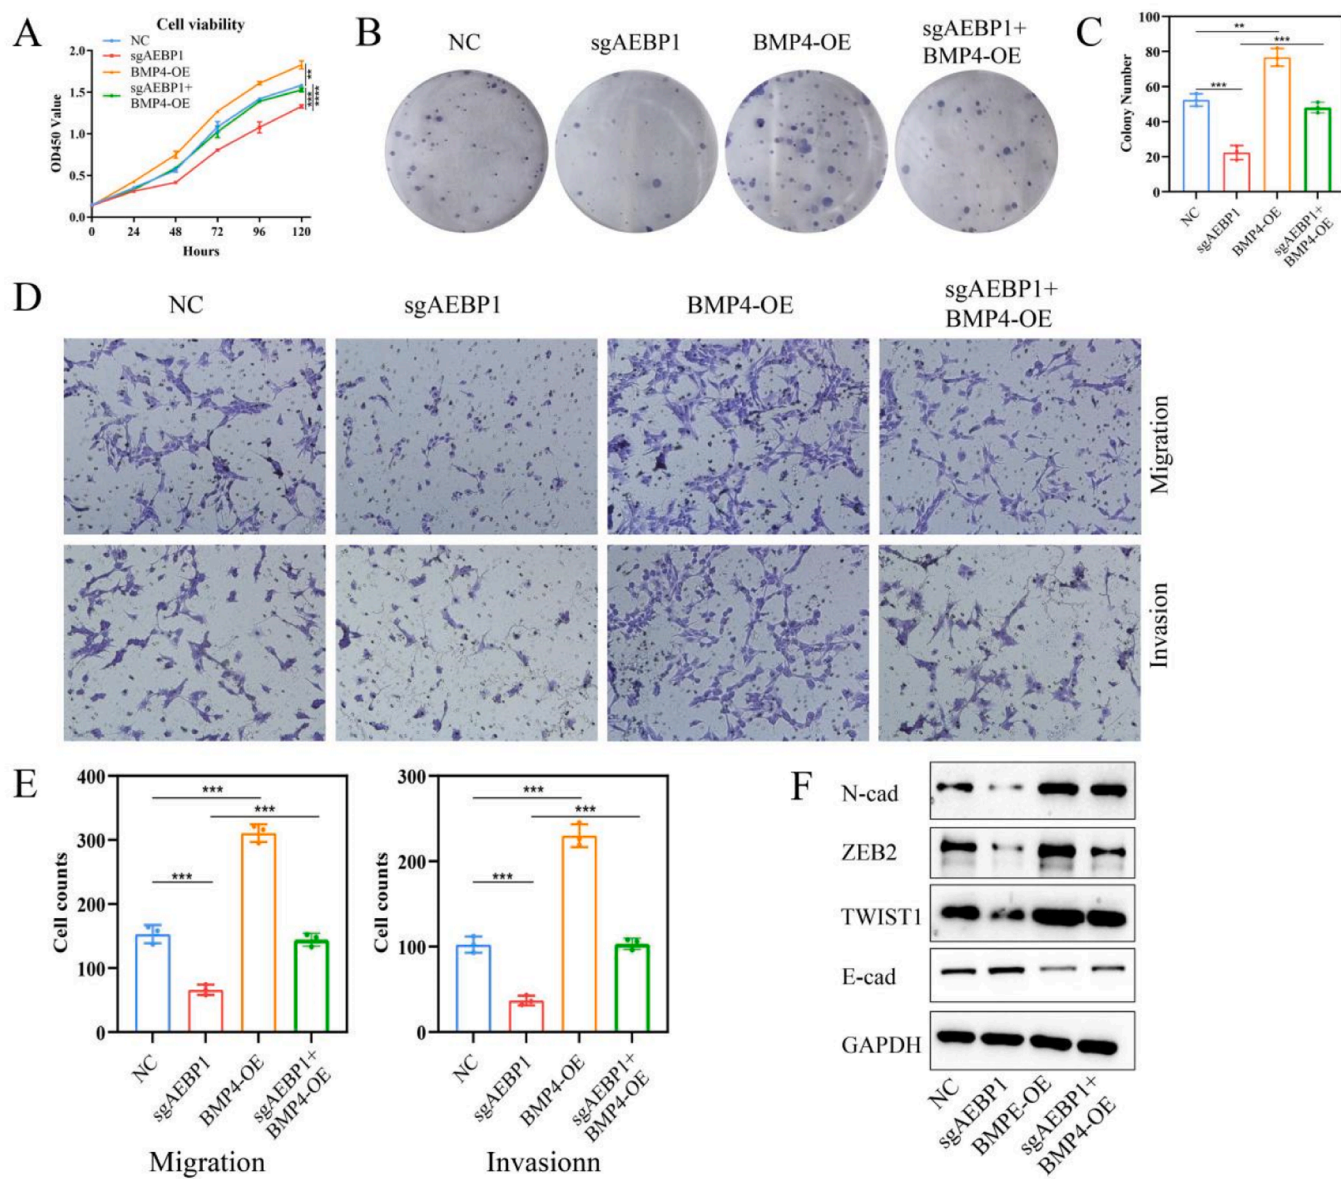 A
Cell viability
NC
sgAEBP1
BMP4-OE
sgAEBP1+
BMP4-OE
OD450 Value
2.0
1.5
1.0
0.5
0.0
**
***
****
0 24 48 72 96 120
Hours
B
NC
sgAEBP1
BMP4-OE
sgAEBP1+
BMP4-OE
C
Colony Number
100
80
60
40
20
0
**
***
***
NC
sgAEBP1
BMP4-OE
sgAEBP1+
BMP4-OE
D
NC
sgAEBP1
BMP4-OE
sgAEBP1+
BMP4-OE
Migration
Invasion
E
Cell counts
400
300
200
100
0
***
***
***
NC
sgAEBP1
BMP4-OE
sgAEBP1+
BMP4-OE
Migration
Cell counts
300
200
100
0
***
***
***
NC
sgAEBP1
BMP4-OE
sgAEBP1+
BMP4-OE
Invasionn
F
N-cad
ZEB2
TWIST1
E-cad
GAPDH
NC
sgAEBP1
BMPE-OE
sgAEBP1+
BMP4-OE